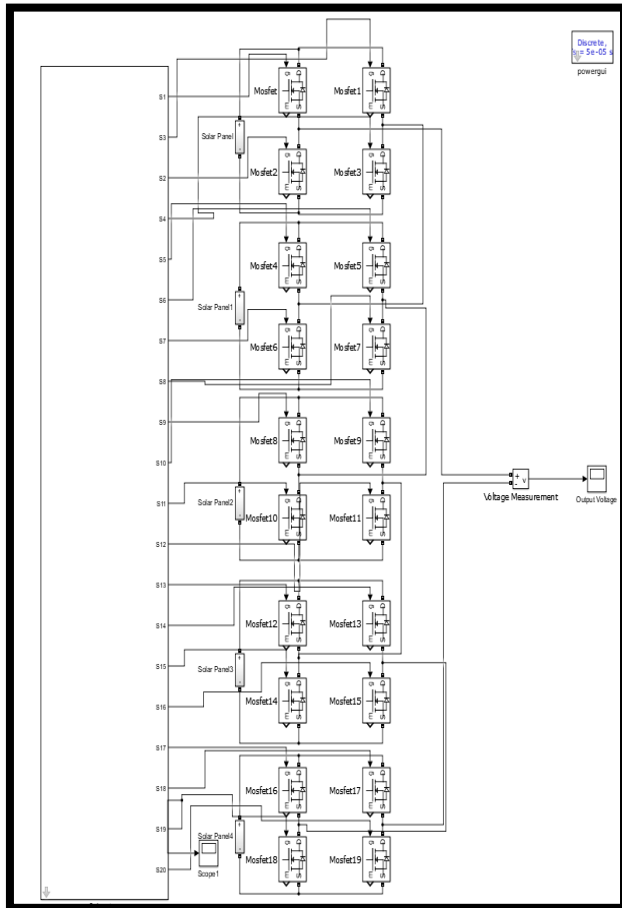 Discrete,
s = 5e-05 s
powergui
S1
S3
S2
S4
S5
S6
S7
S8
S9
S10
S11
S12
S13
S14
S15
S16
S17
S18
S19
S20
Mosfet
Mosfet1
Solar Panel
Mosfet2
Mosfet3
Mosfet4
Mosfet5
Solar Panel1
Mosfet6
Mosfet7
Mosfet8
Mosfet9
Solar Panel2
Mosfet10
Mosfet11
Voltage Measurement
Output Voltage
+
-
v
Mosfet12
Mosfet13
Solar Panel3
Mosfet14
Mosfet15
Mosfet16
Mosfet17
Solar Panel4
Mosfet18
Mosfet19
Scope1